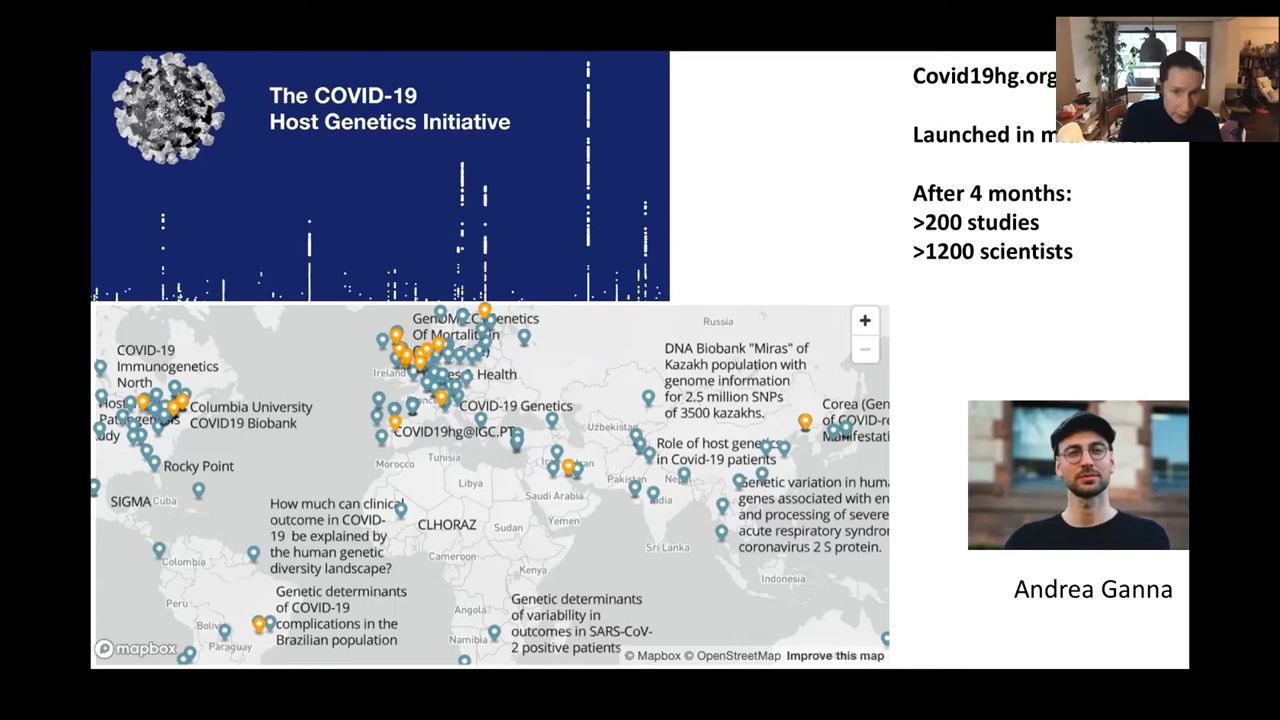 The COVID-19
Host Genetics Initiative
Covid19hg.org
Launched in
After 4 months:
>200 studies
>1200 scientists
Andrea Ganna
Russia
COVID-19
Immunogenetics
North
Columbia University
COVID19 Biobank
Rocky Point
SIGMA
Cuba
Ireland
Health
COVID-19 Genetics
COVID19hg@IGC.PT
Morocco
Tunisia
Libya
CLHORAZ
Sudan
Cameroon
Kenya
Angola
Namibia
Saudi Arabia
Yemen
Uzbekistan
Pakistan
Sri Lanka
Indonesia
DNA Biobank "Miras" of
Kazakh population with
genome information
for 2.5 million SNPs
of 3500 kazakhs.
Role of host genetics
in Covid-19 patients
Corea (Gen
of COVID-re
Manifestati
Genetic variation in huma
genes associated with en
and processing of severe
acute respiratory syndron
coronavirus 2 S protein.
How much can clinical
outcome in COVID-
19 be explained by
the human genetic
diversity landscape?
Colombia
Peru
Paraguay
Genetic determinants
of COVID-19
complications in the
Brazilian population
Genetic determinants
of variability in
outcomes in SARS-CoV-
2 positive patients
mapbox
© Mapbox © OpenStreetMap Improve this map